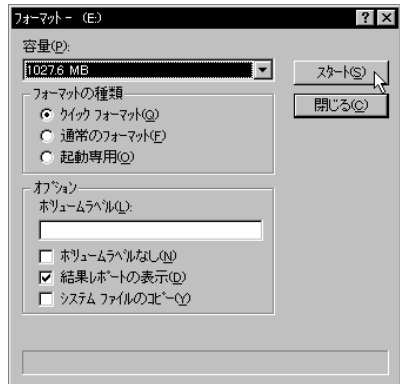 フォーマット - (E:)
容量(P):
1027.6 MB
スタート(S)
フォーマットの種類
閉じる(C)
クイック フォーマット(Q)
通常のフォーマット(F)
起動専用(O)
オプション
ボリュームラベル(L):
ボリュームラベルなし(N)
結果レポートの表示(D)
システム ファイルのコピー(Y)